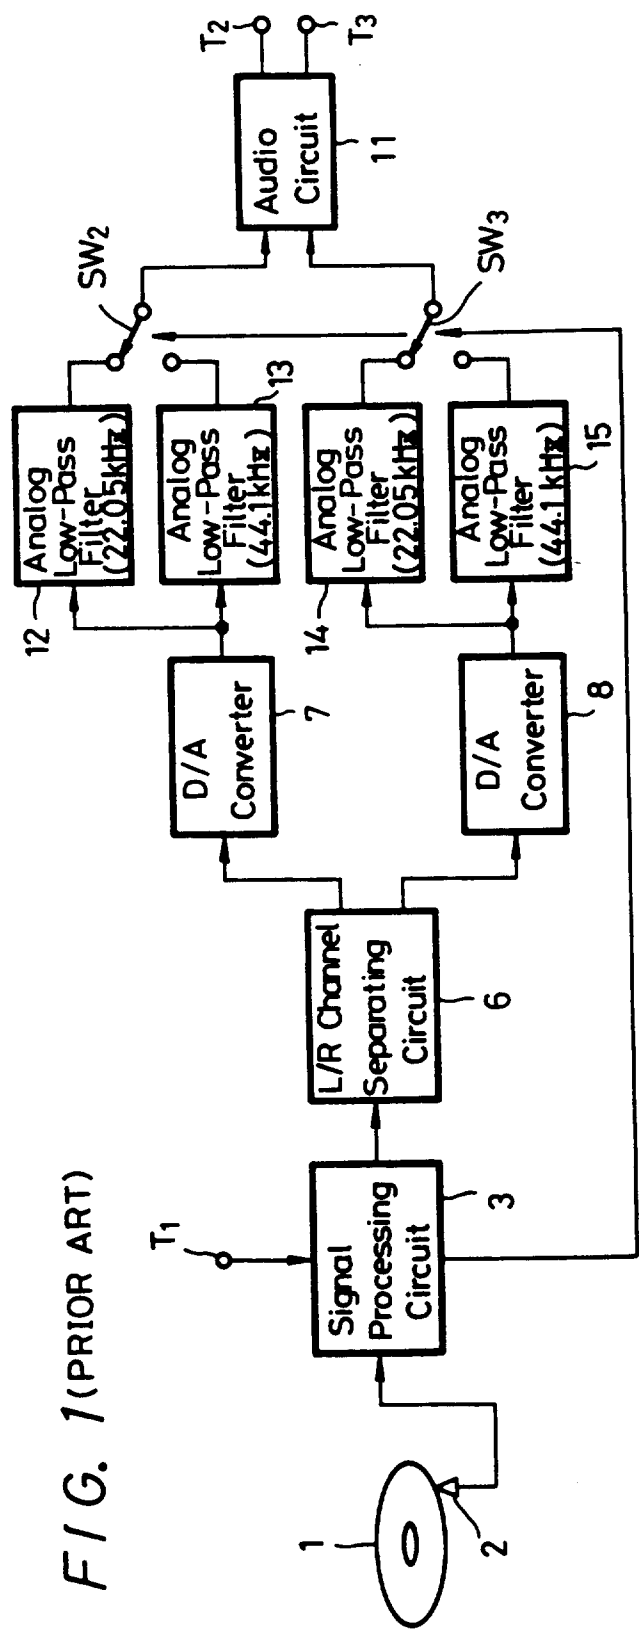 FIG. 1 (PRIOR ART)
T1
1
2
Signal
Processing
Circuit
3
L/R Channel
Separating
Circuit
6
D/A
Converter
7
D/A
Converter
8
12
Analog
Low-Pass
Filter
(22.05kHz)
Analog
Low-Pass
Filter
(44.1kHz)
13
14
Analog
Low-Pass
Filter
(22.05kHz)
Analog
Low-Pass
Filter
(44.1kHz)
15
SW2
SW3
Audio
Circuit
11
T2
T3